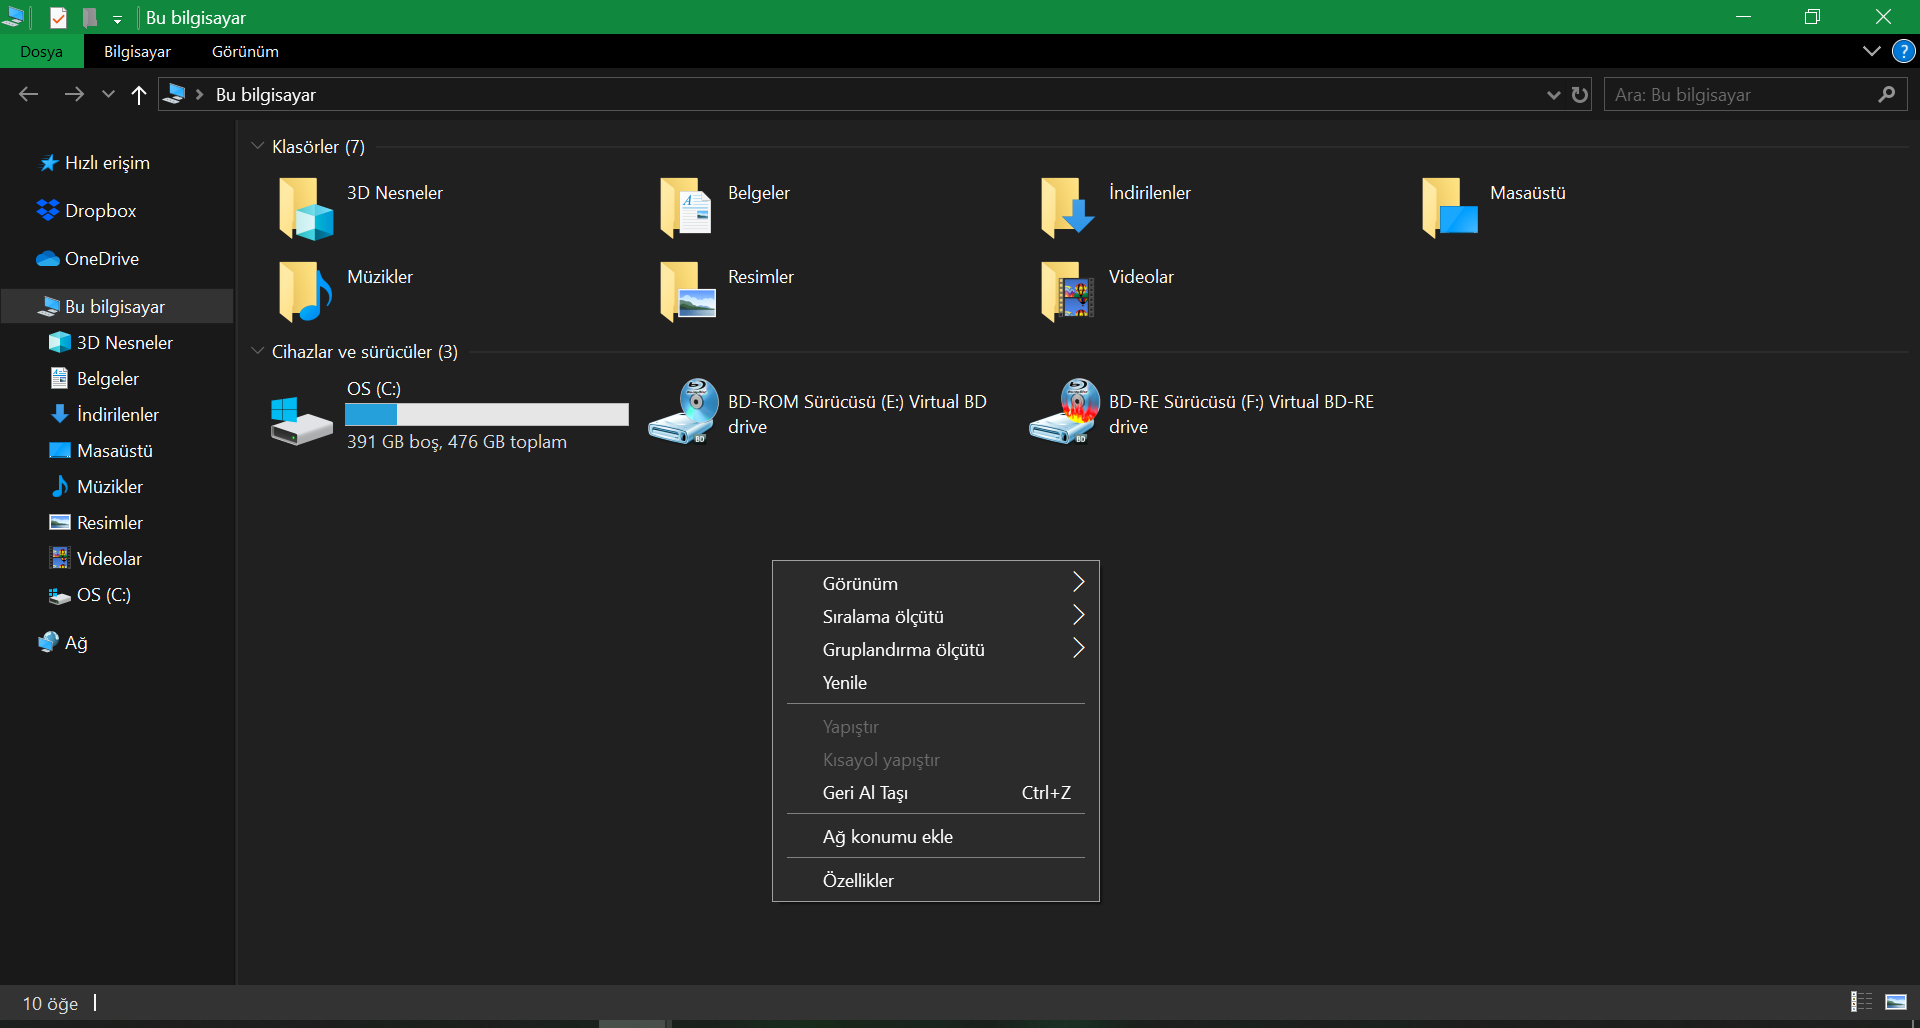 Bu bilgisayar
Dosya Bilgisayar Görünüm
?
Bu bilgisayar
Ara: Bu bilgisayar
Hızlı erişim
Dropbox
OneDrive
Bu bilgisayar
3D Nesneler
Belgeler
İndirilenler
Masaüstü
Müzikler
Resimler
Videolar
OS (C:)
Ağ
Klasörler (7)
3D Nesneler
Belgeler
İndirilenler
Masaüstü
Müzikler
Resimler
Videolar
Cihazlar ve sürücüler (3)
OS (C:)
391 GB boş, 476 GB toplam
BD-ROM Sürücüsü (E:) Virtual BD
drive
BD-RE Sürücüsü (F:) Virtual BD-RE
drive
Görünüm
Sıralama ölçütü
Gruplandırma ölçütü
Yenile
Yapıştır
Kısayol yapıştır
Geri Al Taşı Ctrl+Z
Ağ konumu ekle
Özellikler
10 öğe